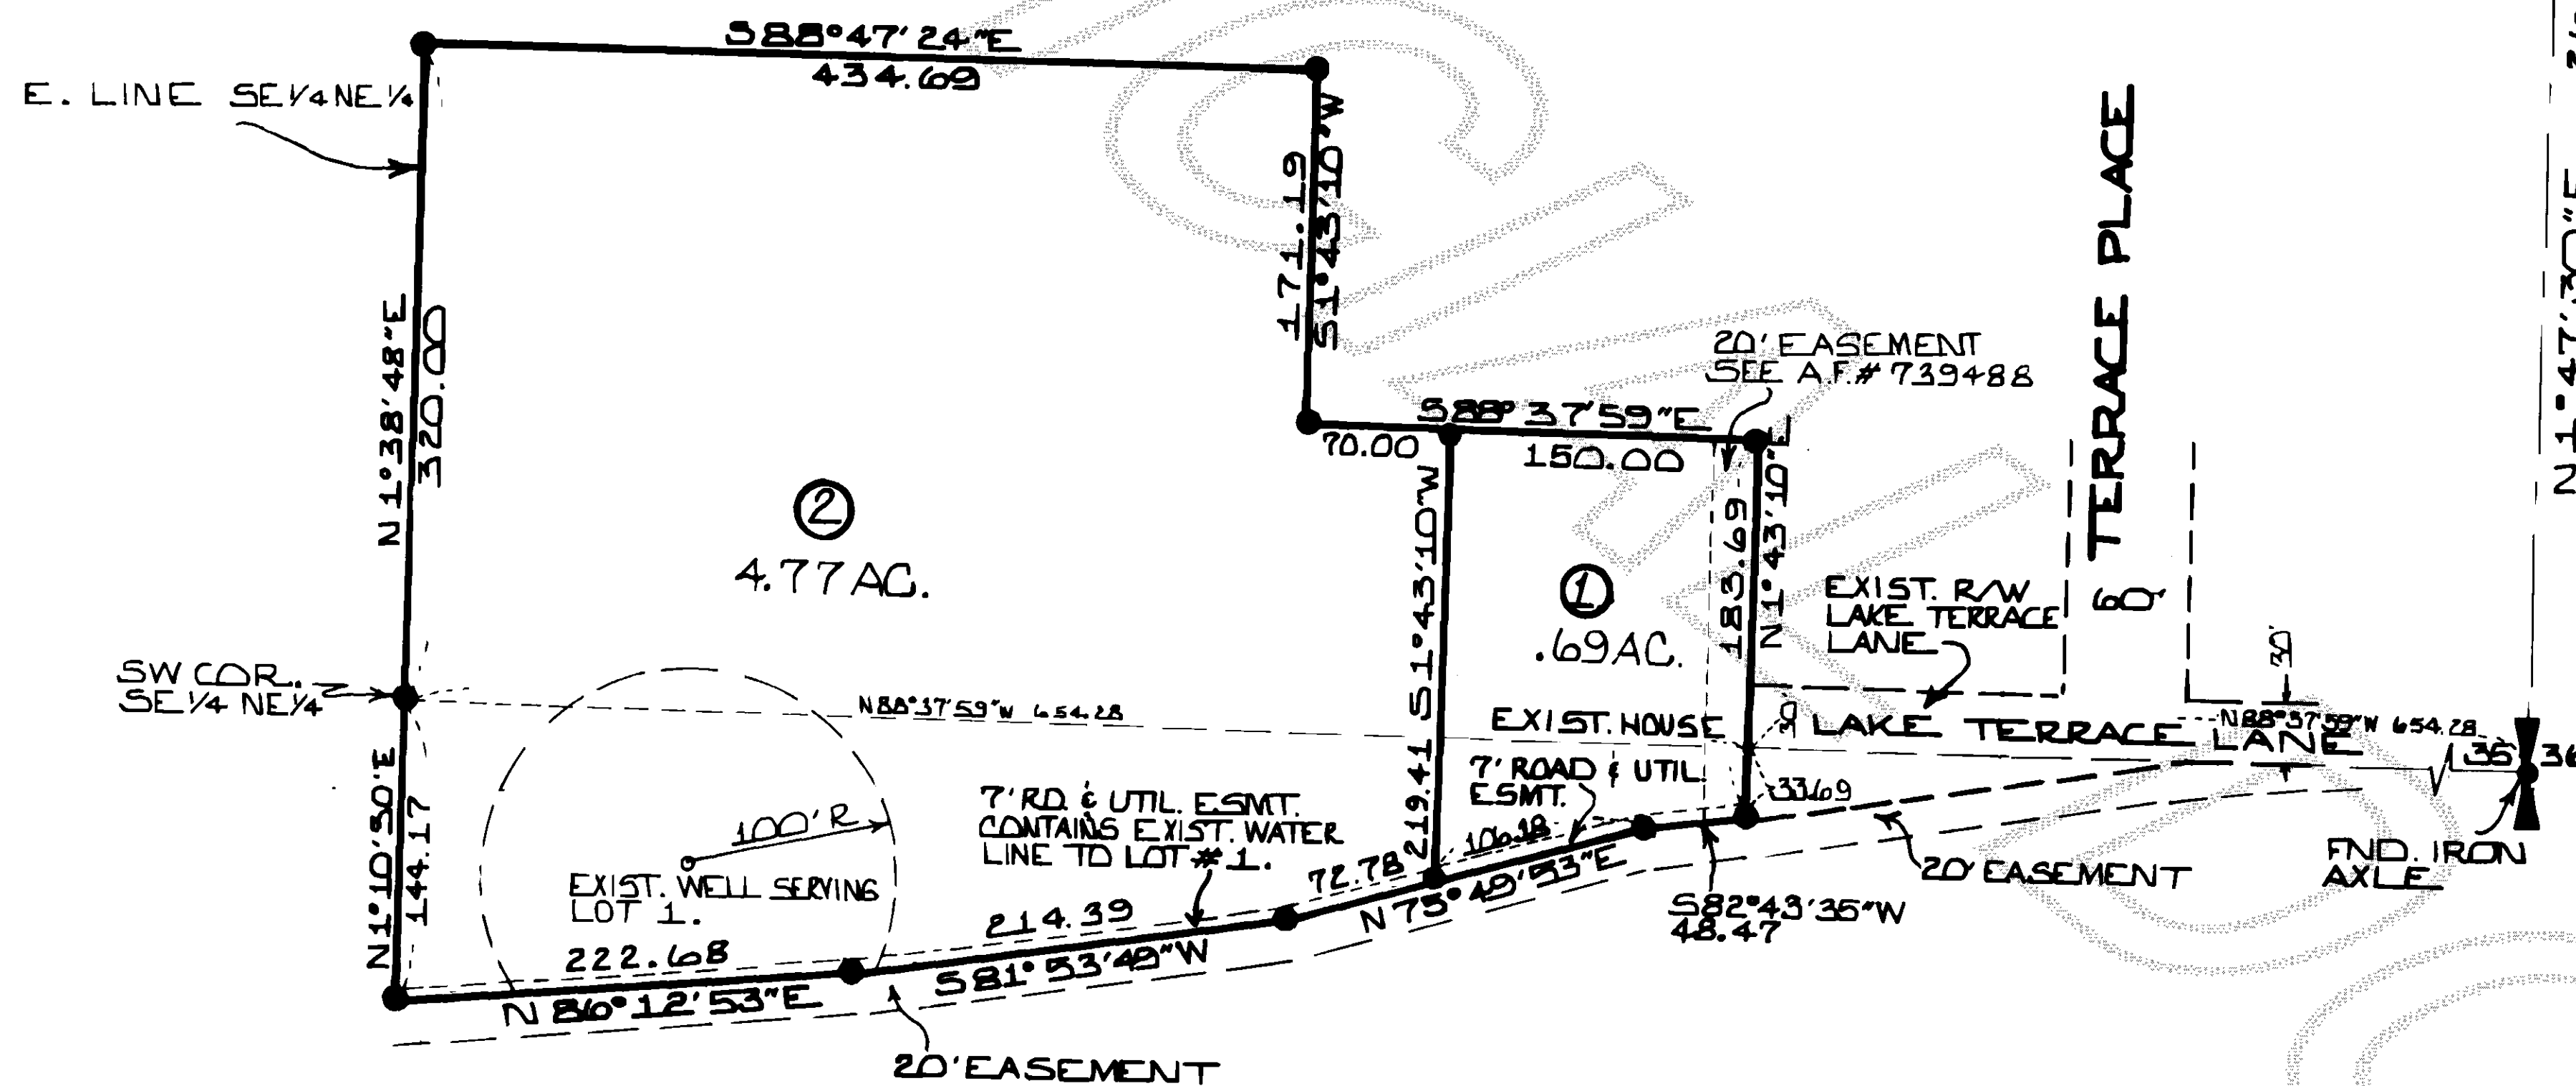 S88°47'24"E
434.69
E. LINE SE1/4NE1/4
171.19
S1°43'10"W
N1°38'48"E
320.00
20' EASEMENT
SEE A.F.# 739488
TERRACE PLACE
60'
N1°47'30"E
S88°37'59"E
70.00
150.00
2
4.77 AC.
S1°43'10"W
219.41
1
.69 AC.
183.69
N1°43'10"E
EXIST. R/W
LAKE TERRACE
LANE
30'
SW COR.
SE1/4 NE1/4
N88°37'59"W 654.28
EXIST. HOUSE
30'
LAKE TERRACE LANE
N88°37'59"W 654.28
35
36
N1°10'50'E
144.17
100'R
EXIST. WELL SERVING
LOT 1.
7' RD. & UTIL. ESMT.
CONTAINS EXIST. WATER
LINE TO LOT # 1.
7' ROAD & UTIL
ESMT.
33.69
106.18
72.78
N75°49'53"E
S82°43'35"W
48.47
20' EASEMENT
FND. IRON
AXLE
222.68
N86°12'53"E
214.39
S81°53'49"W
20' EASEMENT